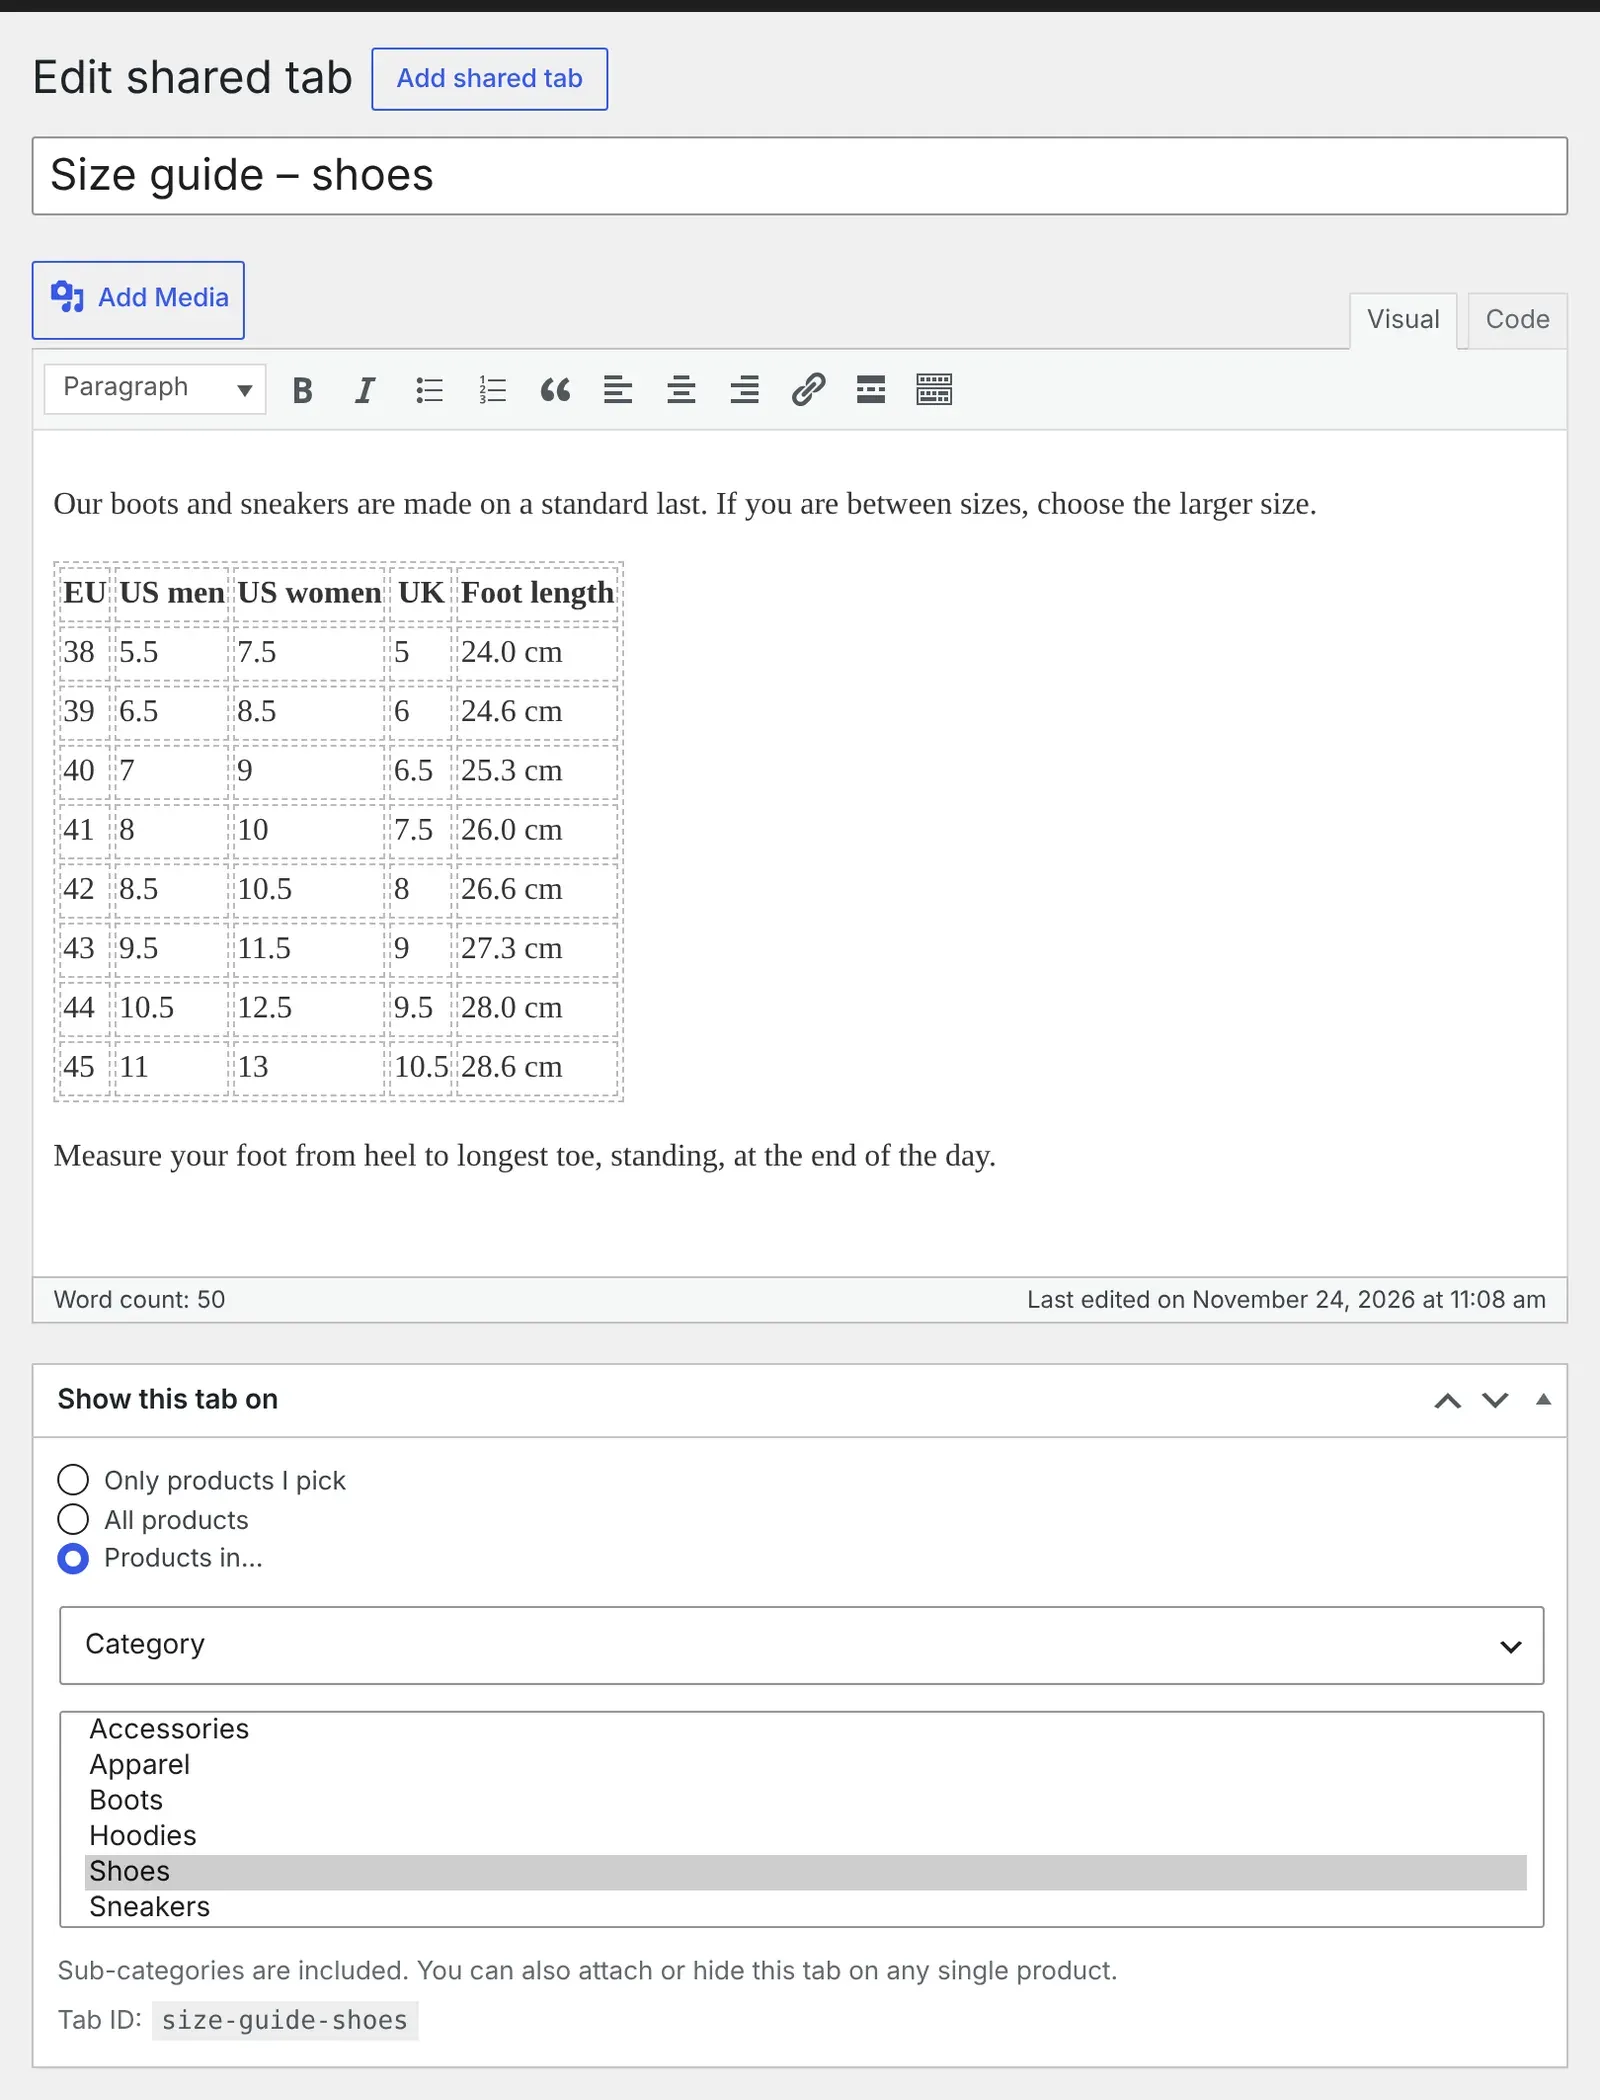 Edit shared tab Add shared tab
Size guide – shoes
Add Media
Visual Code
Paragraph
Our boots and sneakers are made on a standard last. If you are between sizes, choose the larger size.
EU US men US women UK Foot length
38 5.5 7.5 5 24.0 cm
39 6.5 8.5 6 24.6 cm
40 7 9 6.5 25.3 cm
41 8 10 7.5 26.0 cm
42 8.5 10.5 8 26.6 cm
43 9.5 11.5 9 27.3 cm
44 10.5 12.5 9.5 28.0 cm
45 11 13 10.5 28.6 cm
Measure your foot from heel to longest toe, standing, at the end of the day.
Word count: 50 Last edited on November 24, 2026 at 11:08 am
Show this tab on
Only products I pick
All products
Products in...
Category
Accessories
Apparel
Boots
Hoodies
Shoes
Sneakers
Sub-categories are included. You can also attach or hide this tab on any single product.
Tab ID: size-guide-shoes